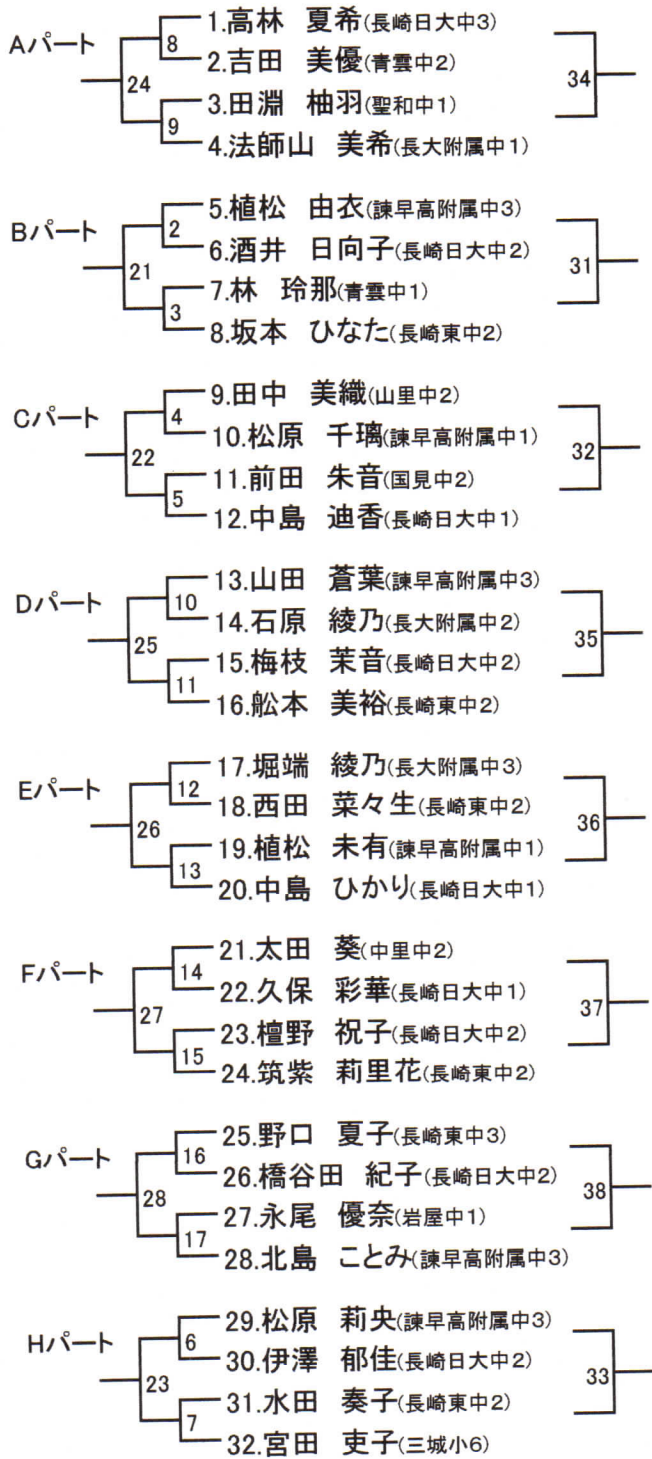 Aパート
1.高林 夏希(長崎日大中3)
8
2.吉田 美優(青雲中2)
24
34
3.田淵 柚羽(聖和中1)
9
4.法師山 美希(長大附属中1)
Bパート
5.植松 由衣(諫早高附属中3)
2
6.酒井 日向子(長崎日大中2)
21
31
7.林 玲那(青雲中1)
3
8.坂本 ひなた(長崎東中2)
Cパート
9.田中 美織(山里中2)
4
10.松原 千璃(諫早高附属中1)
22
32
11.前田 朱音(国見中2)
5
12.中島 迪香(長崎日大中1)
Dパート
13.山田 蒼葉(諫早高附属中3)
10
14.石原 綾乃(長大附属中2)
25
35
15.梅枝 茉音(長崎日大中2)
11
16.舩本 美裕(長崎東中2)
Eパート
17.堀端 綾乃(長大附属中3)
12
18.西田 菜々生(長崎東中2)
26
36
19.植松 未有(諫早高附属中1)
13
20.中島 ひかり(長崎日大中1)
Fパート
21.太田 葵(中里中2)
14
22.久保 彩華(長崎日大中1)
27
37
23.檀野 祝子(長崎日大中2)
15
24.筑紫 莉里花(長崎東中2)
Gパート
25.野口 夏子(長崎東中3)
16
26.橋谷田 紀子(長崎日大中2)
28
38
27.永尾 優奈(岩屋中1)
17
28.北島 ことみ(諫早高附属中3)
Hパート
29.松原 莉央(諫早高附属中3)
6
30.伊澤 郁佳(長崎日大中2)
23
33
31.水田 奏子(長崎東中2)
7
32.宮田 吏子(三城小6)